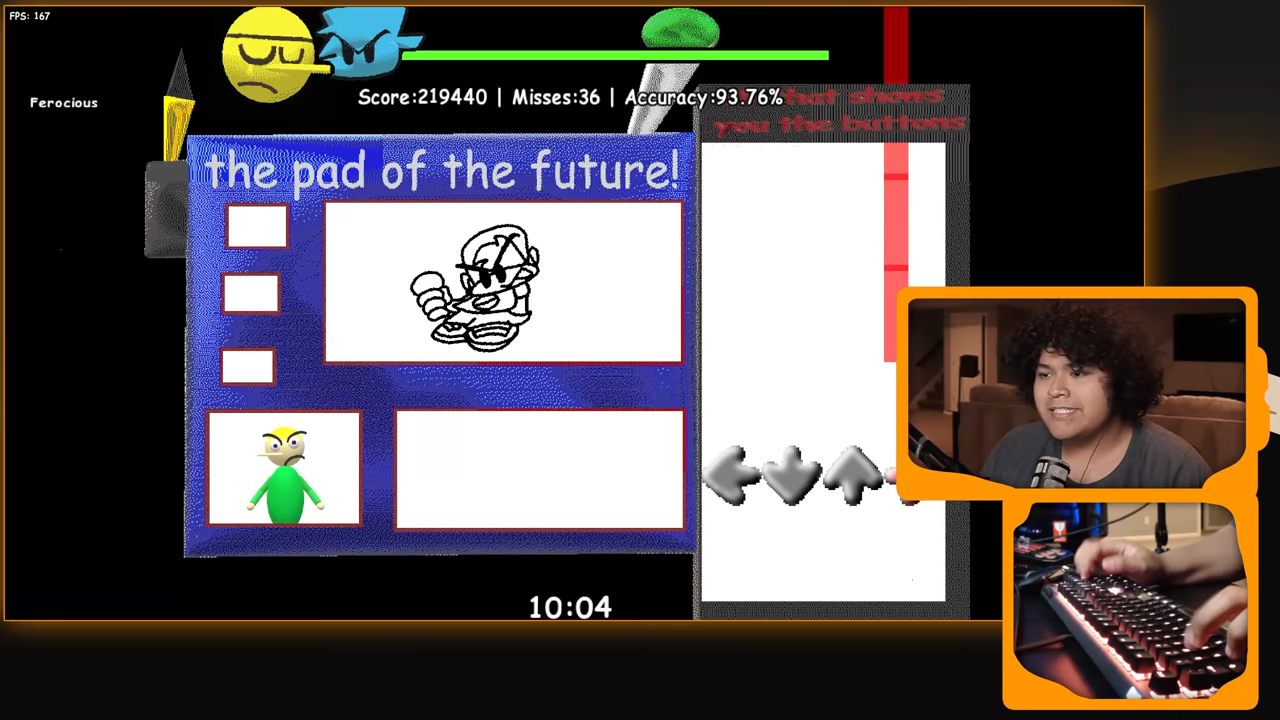 FPS: 167
Ferocious
Score:219440 | Misses:36 | Accuracy:93.76%
that shows
you the buttons
the pad of the future!
10:04